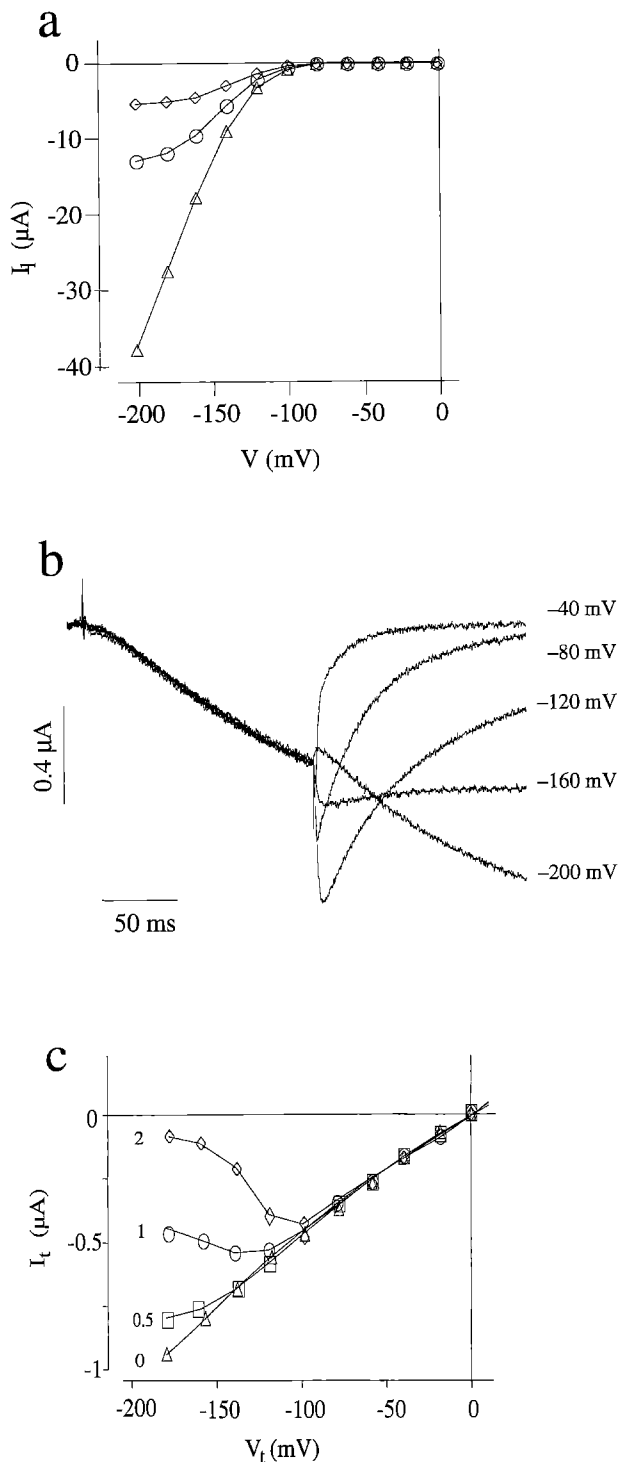 a
0
-10
-20
-30
-40
I_l (μA)
-200 -150 -100 -50 0
V (mV)
b
0.4 μA
50 ms
–40 mV
–80 mV
–120 mV
–160 mV
–200 mV
c
0
-0.5
-1
I_t (μA)
2
1
0.5
0
-200 -150 -100 -50 0
V_t (mV)